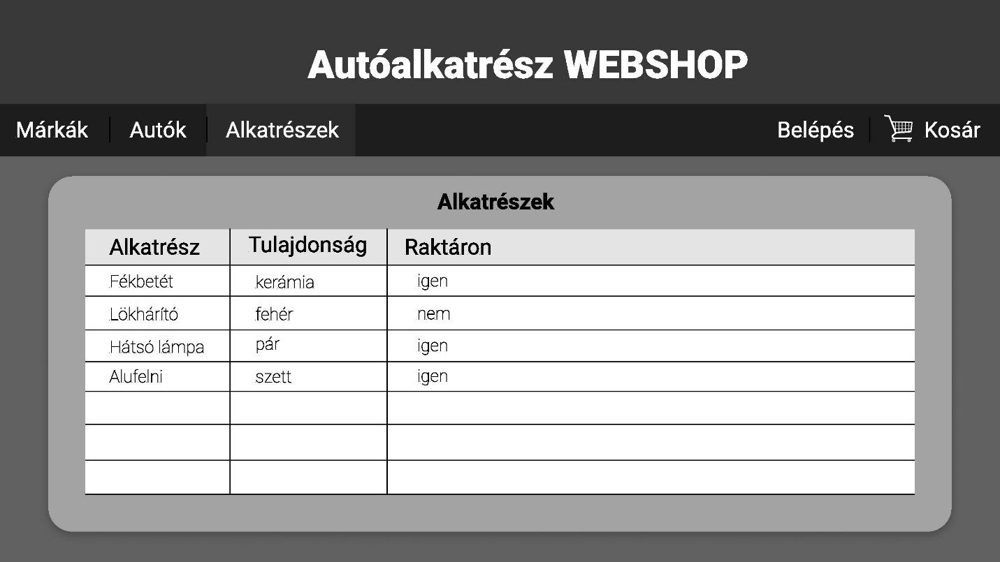 Autóalkatrész WEBSHOP
Márkák Autók Alkatrészek Belépés Kosár
Alkatrészek
Alkatrész Tulajdonság Raktáron
Fékbetét kerámia igen
Lökhárító fehér nem
Hátsó lámpa pár igen
Alufelni szett igen